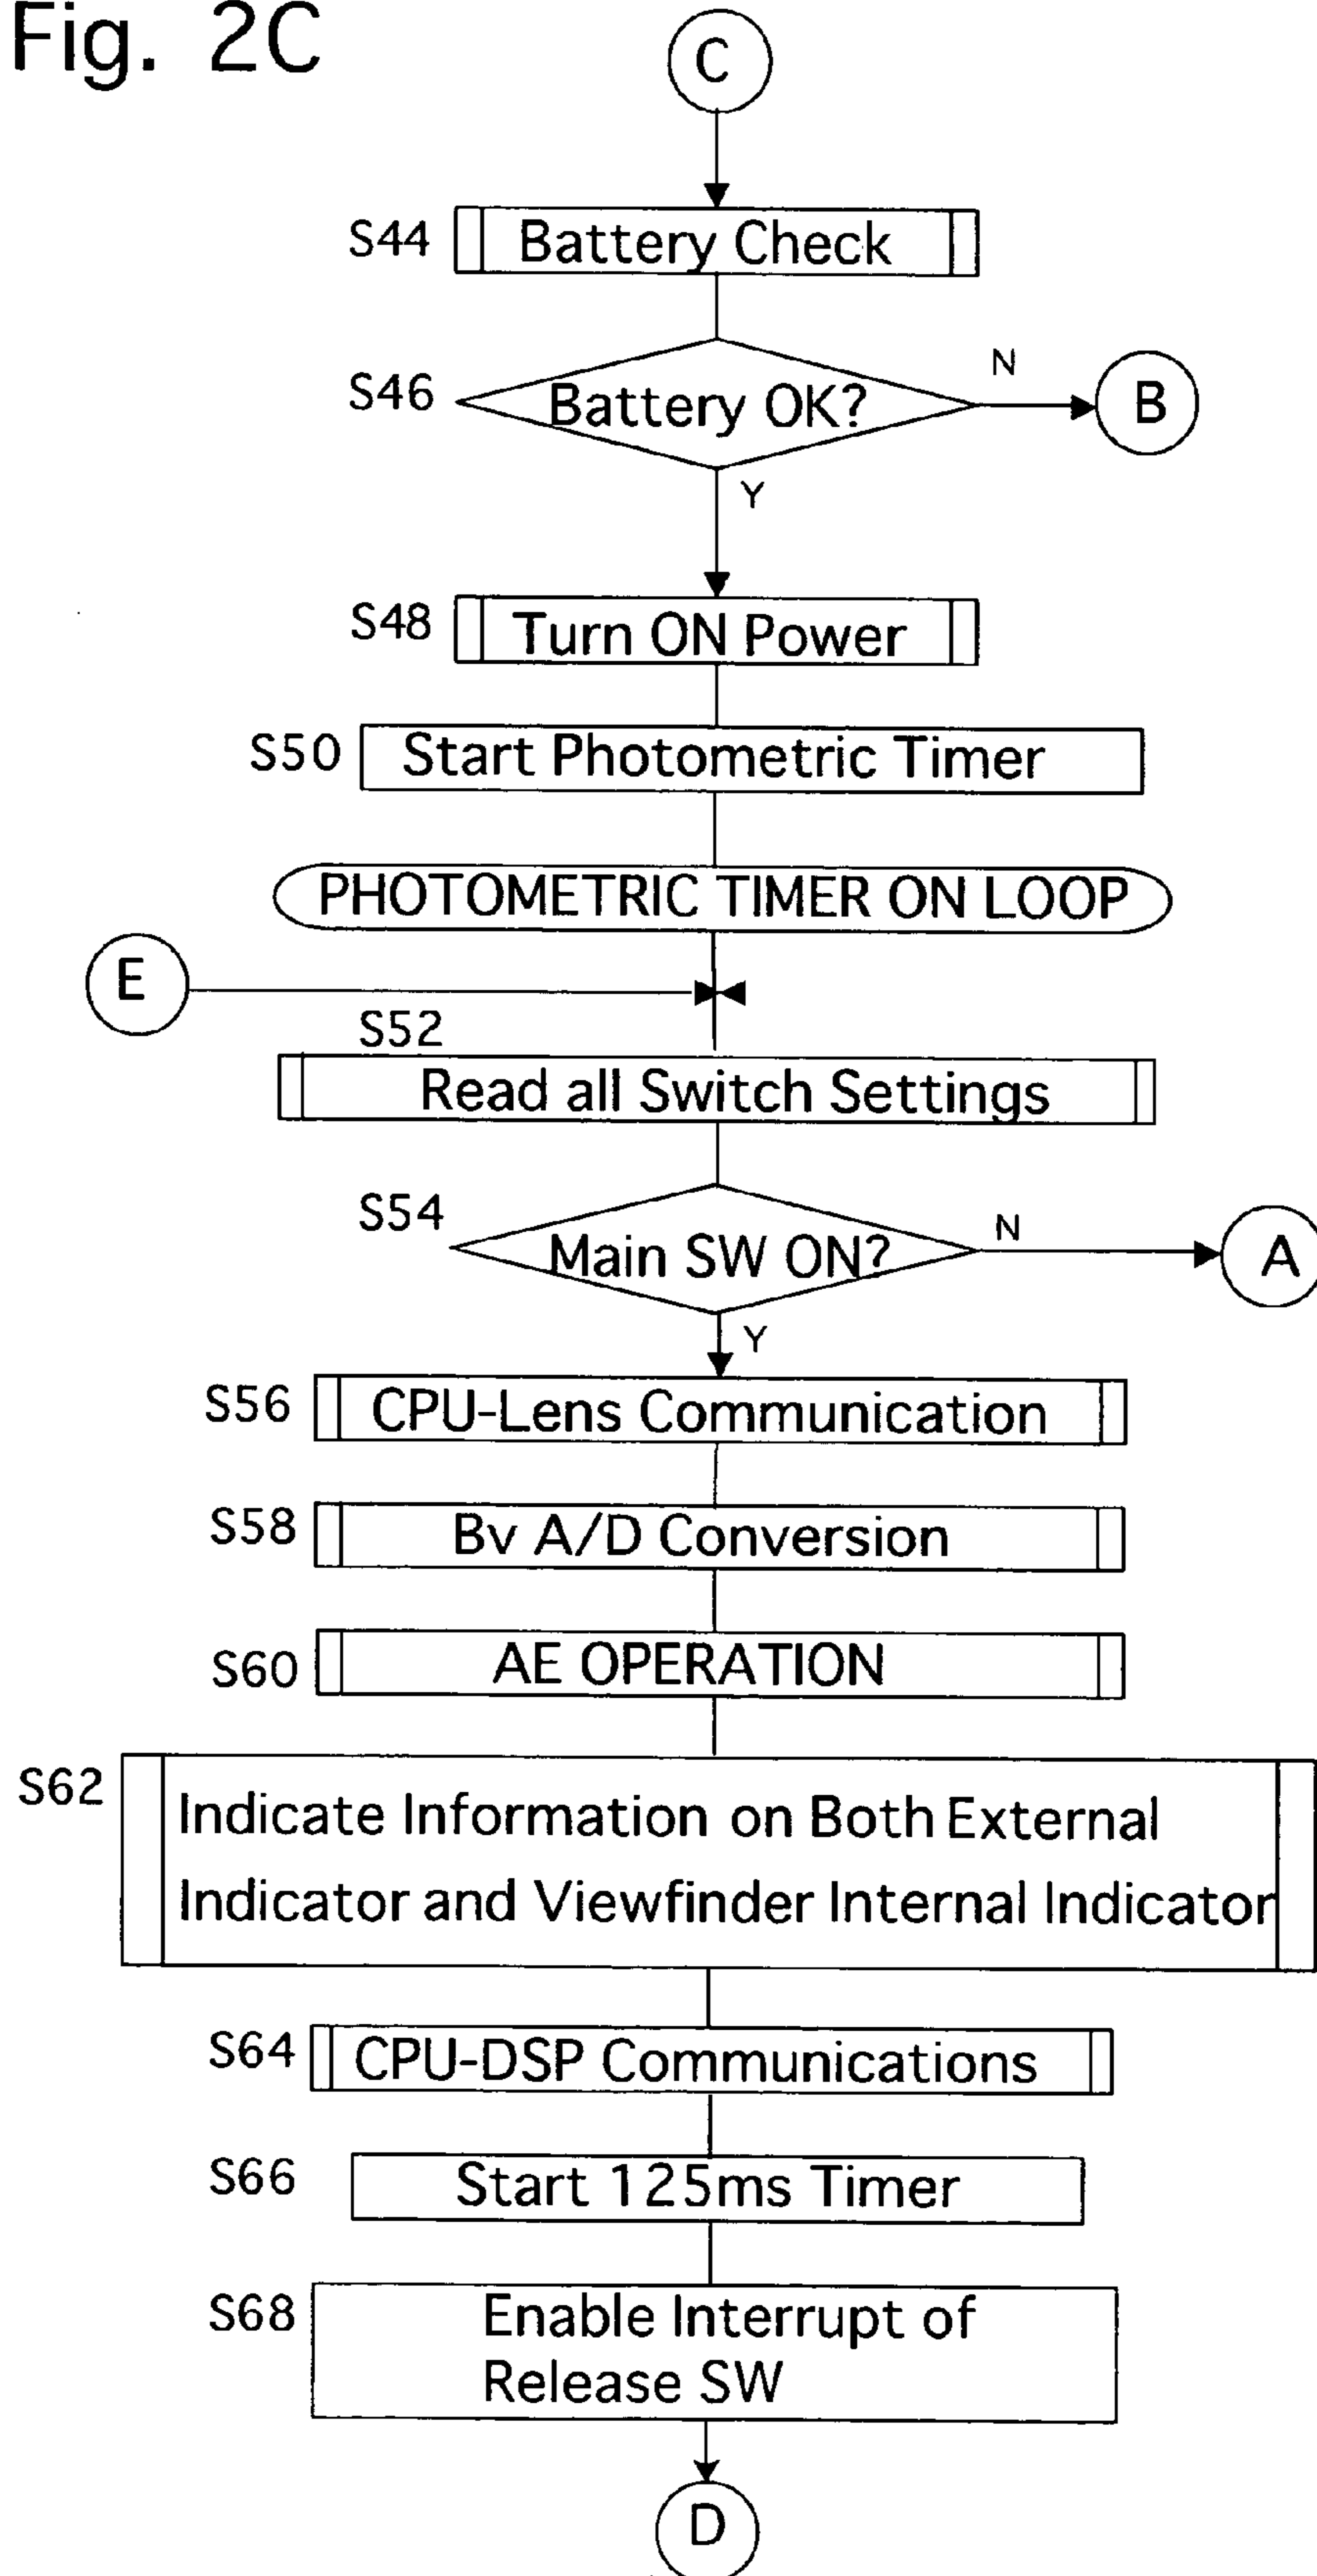 Fig. 2C
C
S44
Battery Check
S46
Battery OK?
N
B
Y
S48
Turn ON Power
S50
Start Photometric Timer
PHOTOMETRIC TIMER ON LOOP
E
S52
Read all Switch Settings
S54
Main SW ON?
N
A
Y
S56
CPU-Lens Communication
S58
Bv A/D Conversion
S60
AE OPERATION
S62
Indicate Information on Both External
Indicator and Viewfinder Internal Indicator
S64
CPU-DSP Communications
S66
Start 125ms Timer
S68
Enable Interrupt of
Release SW
D